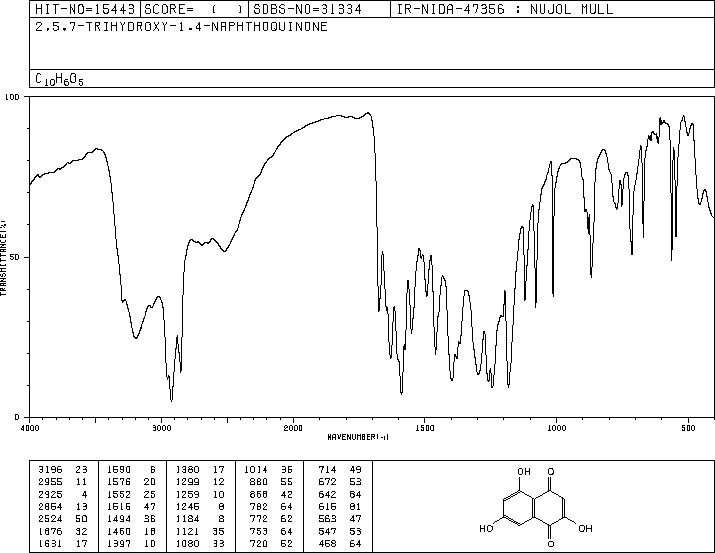 HIT-NO=15443 SCORE= ( ) SDBS-NO=31334 IR-NIDA-47356 : NUJOL MULL
2,5,7-TRIHYDROXY-1,4-NAPHTHOQUINONE
C10H6O5
100
50
0
TRANSMITTANCE(%)
4000 3000 2000 1500 1000 500
WAVENUMBER(-1)
3196 23 1590 6 1380 17 1014 36 714 49
2955 11 1576 20 1299 12 880 55 672 53
2925 4 1552 25 1259 10 868 42 642 84
2854 13 1516 47 1245 8 782 64 616 81
2524 50 1494 36 1184 8 772 62 563 47
1676 32 1460 18 1121 35 753 64 547 53
1631 17 1397 10 1080 33 720 62 458 64
OH O
HO OH
O